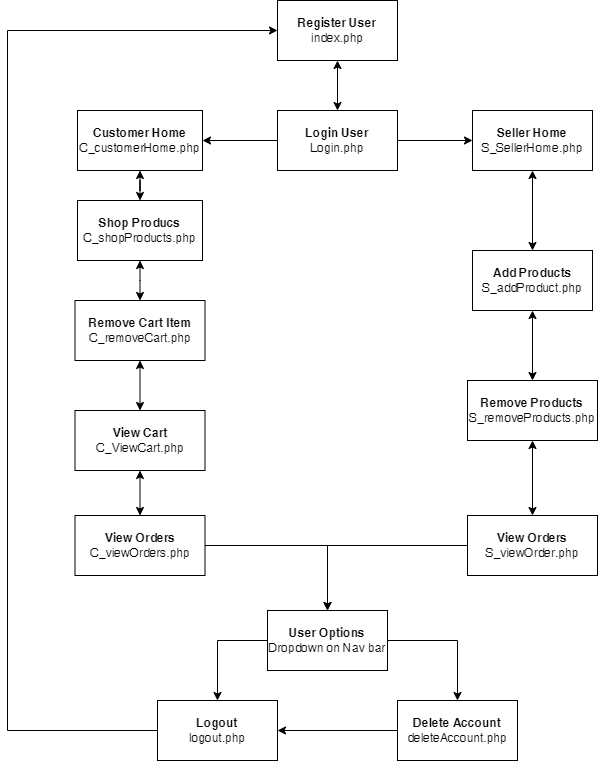 Register User
index.php
Customer Home
C_customerHome.php
Login User
Login.php
Seller Home
S_SellerHome.php
Shop Producs
C_shopProducts.php
Add Products
S_addProduct.php
Remove Cart Item
C_removeCart.php
Remove Products
S_removeProducts.php
View Cart
C_ViewCart.php
View Orders
C_viewOrders.php
View Orders
S_viewOrder.php
User Options
Dropdown on Nav bar
Logout
logout.php
Delete Account
deleteAccount.php